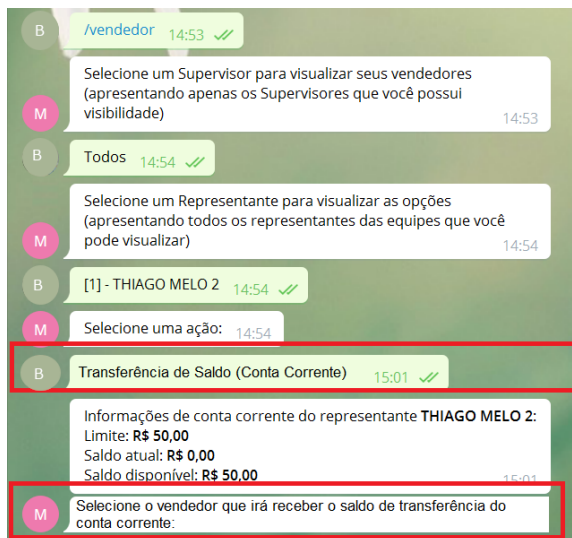 B
/vendedor 14:53
Selecione um Supervisor para visualizar seus vendedores
(apresentando apenas os Supervisores que você possui
visibilidade)
M
14:53
B
Todos 14:54
Selecione um Representante para visualizar as opções
(apresentando todos os representantes das equipes que você
pode visualizar)
M
14:54
B
[1] - THIAGO MELO 2 14:54
M
Selecione uma ação: 14:54
B
Transferência de Saldo (Conta Corrente) 15:01
Informações de conta corrente do representante THIAGO MELO 2:
Limite: R$ 50,00
Saldo atual: R$ 0,00
Saldo disponível: R$ 50,00
15:01
M
Selecione o vendedor que irá receber o saldo de transferência do
conta corrente: